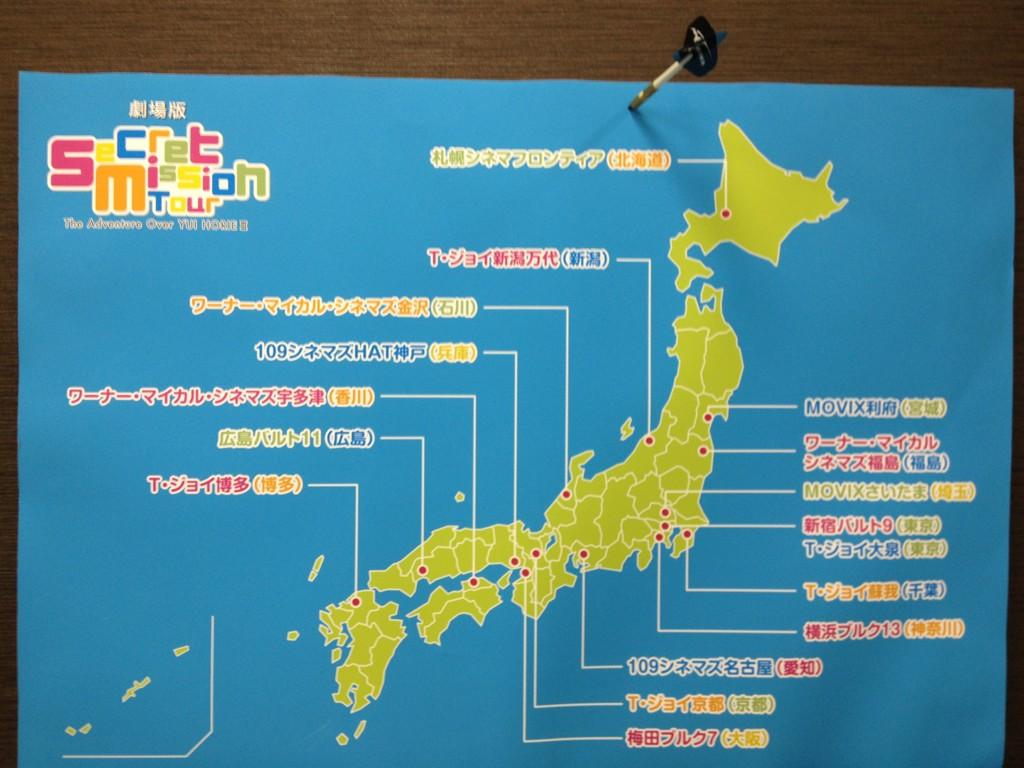 劇場版
Secret
Mission
Tour
The Adventure Over YUI HORIE III
札幌シネマフロンティア(北海道)
T・ジョイ新潟万代(新潟)
ワーナー・マイカル・シネマズ金沢(石川)
109シネマズHAT神戸(兵庫)
ワーナー・マイカル・シネマズ宇多津(香川)
広島バルト11(広島)
T・ジョイ博多(博多)
MOVIX利府(宮城)
ワーナー・マイカル
シネマズ福島(福島)
MOVIXさいたま(埼玉)
新宿バルト9(東京)
T・ジョイ大泉(東京)
T・ジョイ蘇我(千葉)
横浜ブルク13(神奈川)
109シネマズ名古屋(愛知)
T・ジョイ京都(京都)
梅田ブルク7(大阪)